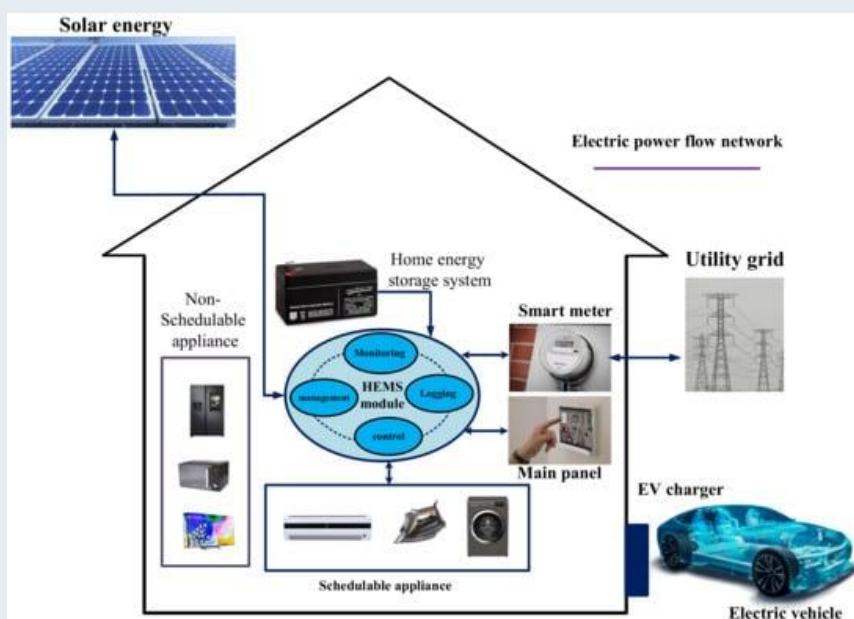 Solar energy
Electric power flow network
Utility grid
Home energy
storage system
Non-
Schedulable
appliance
Smart meter
Monitoring
management
HEMS
module
Logging
control
Main panel
EV charger
Schedulable appliance
Electric vehicle